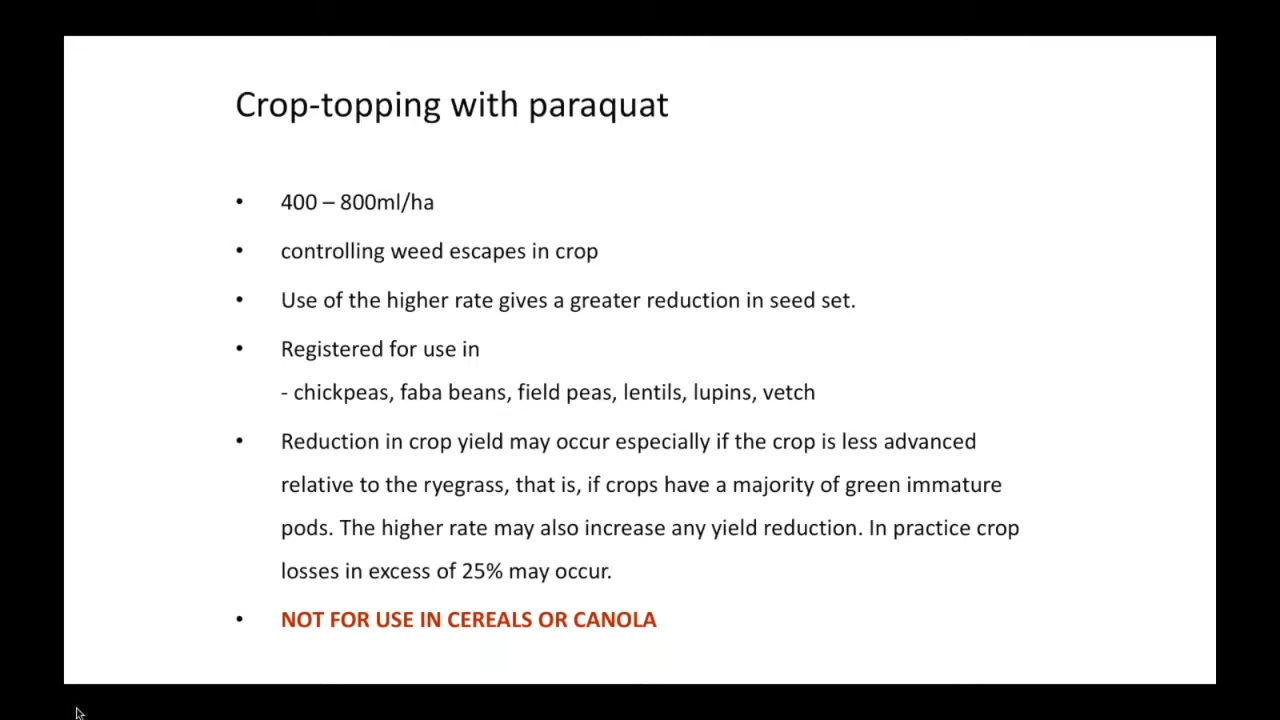 Crop-topping with paraquat
• 400 – 800ml/ha
• controlling weed escapes in crop
• Use of the higher rate gives a greater reduction in seed set.
• Registered for use in
- chickpeas, faba beans, field peas, lentils, lupins, vetch
• Reduction in crop yield may occur especially if the crop is less advanced
relative to the ryegrass, that is, if crops have a majority of green immature
pods. The higher rate may also increase any yield reduction. In practice crop
losses in excess of 25% may occur.
• NOT FOR USE IN CEREALS OR CANOLA